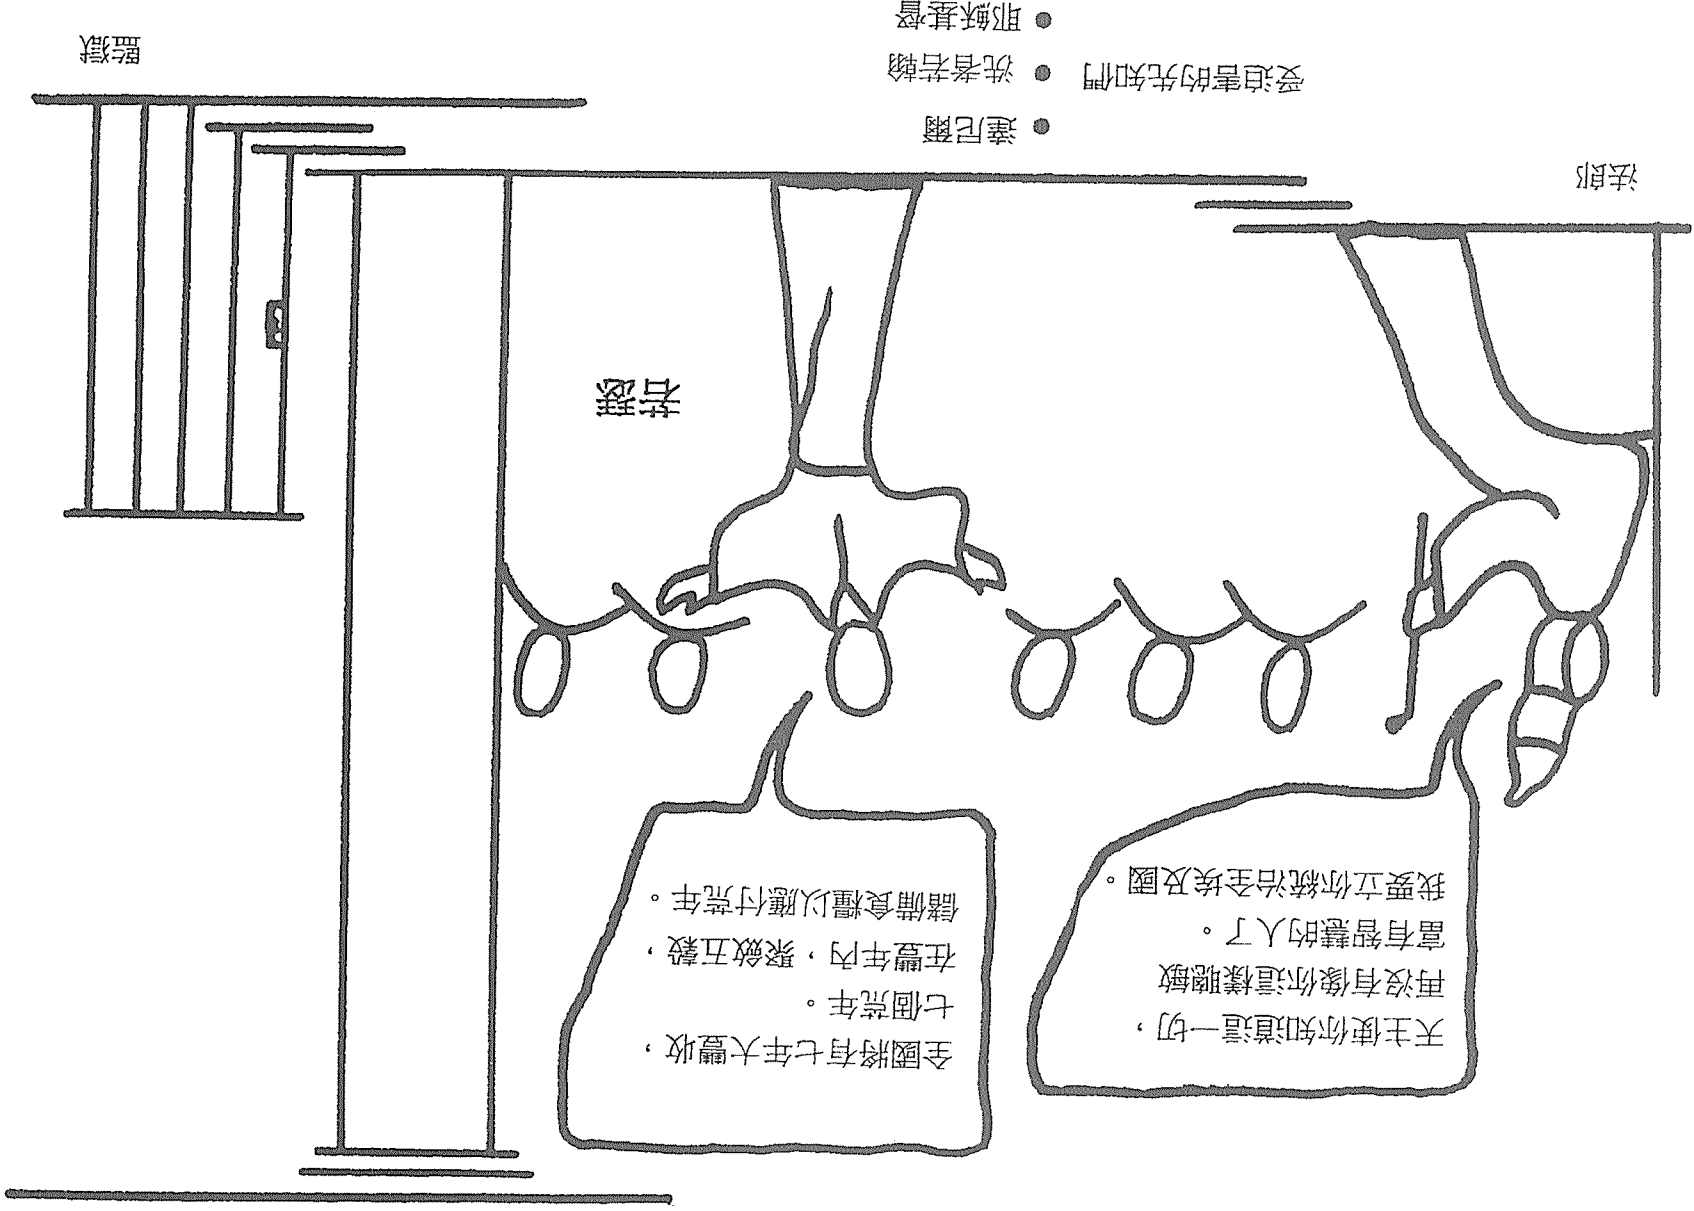 天主使你知道這一切，
再沒有像你這樣聰敏
富有智慧的人了。
我要立你統治全埃及國。
全國將有七年大豐收，
七個荒年。
在豐年內，聚斂五穀，
儲備食糧以應付荒年。
若瑟
法郎
受迫害的先知們
● 達尼爾
● 洗者若翰
● 耶穌基督
監獄